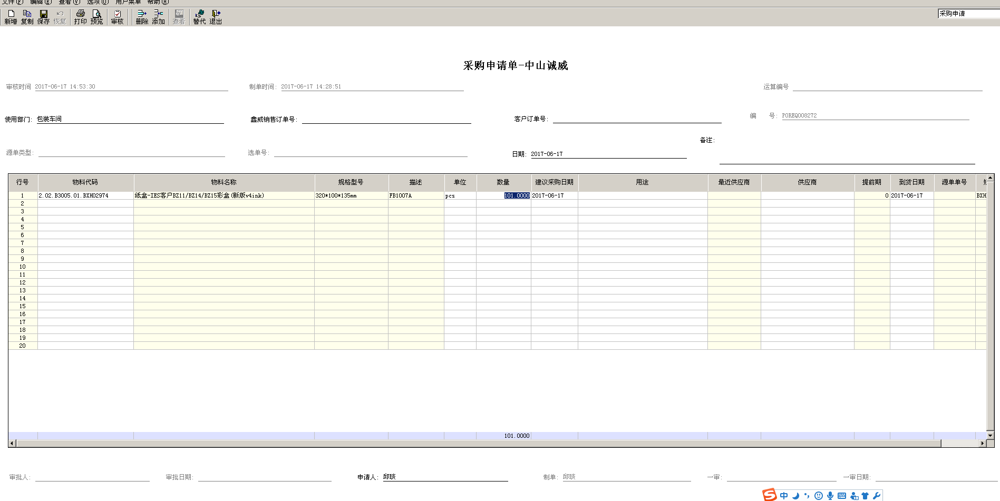 文件(F) 编辑(E) 查看(V) 选项(O) 用户菜单 帮助(H)
新增 复制 保存 恢复 打印 预览 审核 删除 添加 查看 替代 退出
采购申请
采购申请单-中山诚威
审核时间 2017-06-17 14:53:30 制单时间: 2017-06-17 14:28:51 运算编号
使用部门: 包装车间 鑫威销售订单号: 客户订单号: 编 号: POREQ008272
备注:
源单类型: 选单号: 日期: 2017-06-17
行号 物料代码 物料名称 规格型号 描述 单位 数量 建议采购日期 用途 最近供应商 供应商 提前期 到货日期 源单单号
1 2.02.B3005.01.BXH02974 纸盒-IES客户BZ11/BZ14/BZ15彩盒(新版v4ink) 320*100*135mm FB1007A pcs 101.0000 2017-06-17 0 2017-06-17 BXH
2
3
4
5
6
7
8
9
10
11
12
13
14
15
16
17
18
19
20
101.0000
审批人: 审批日期: 申请人: 邱琰 制单: 邱琰 一审: 一审日期:
中